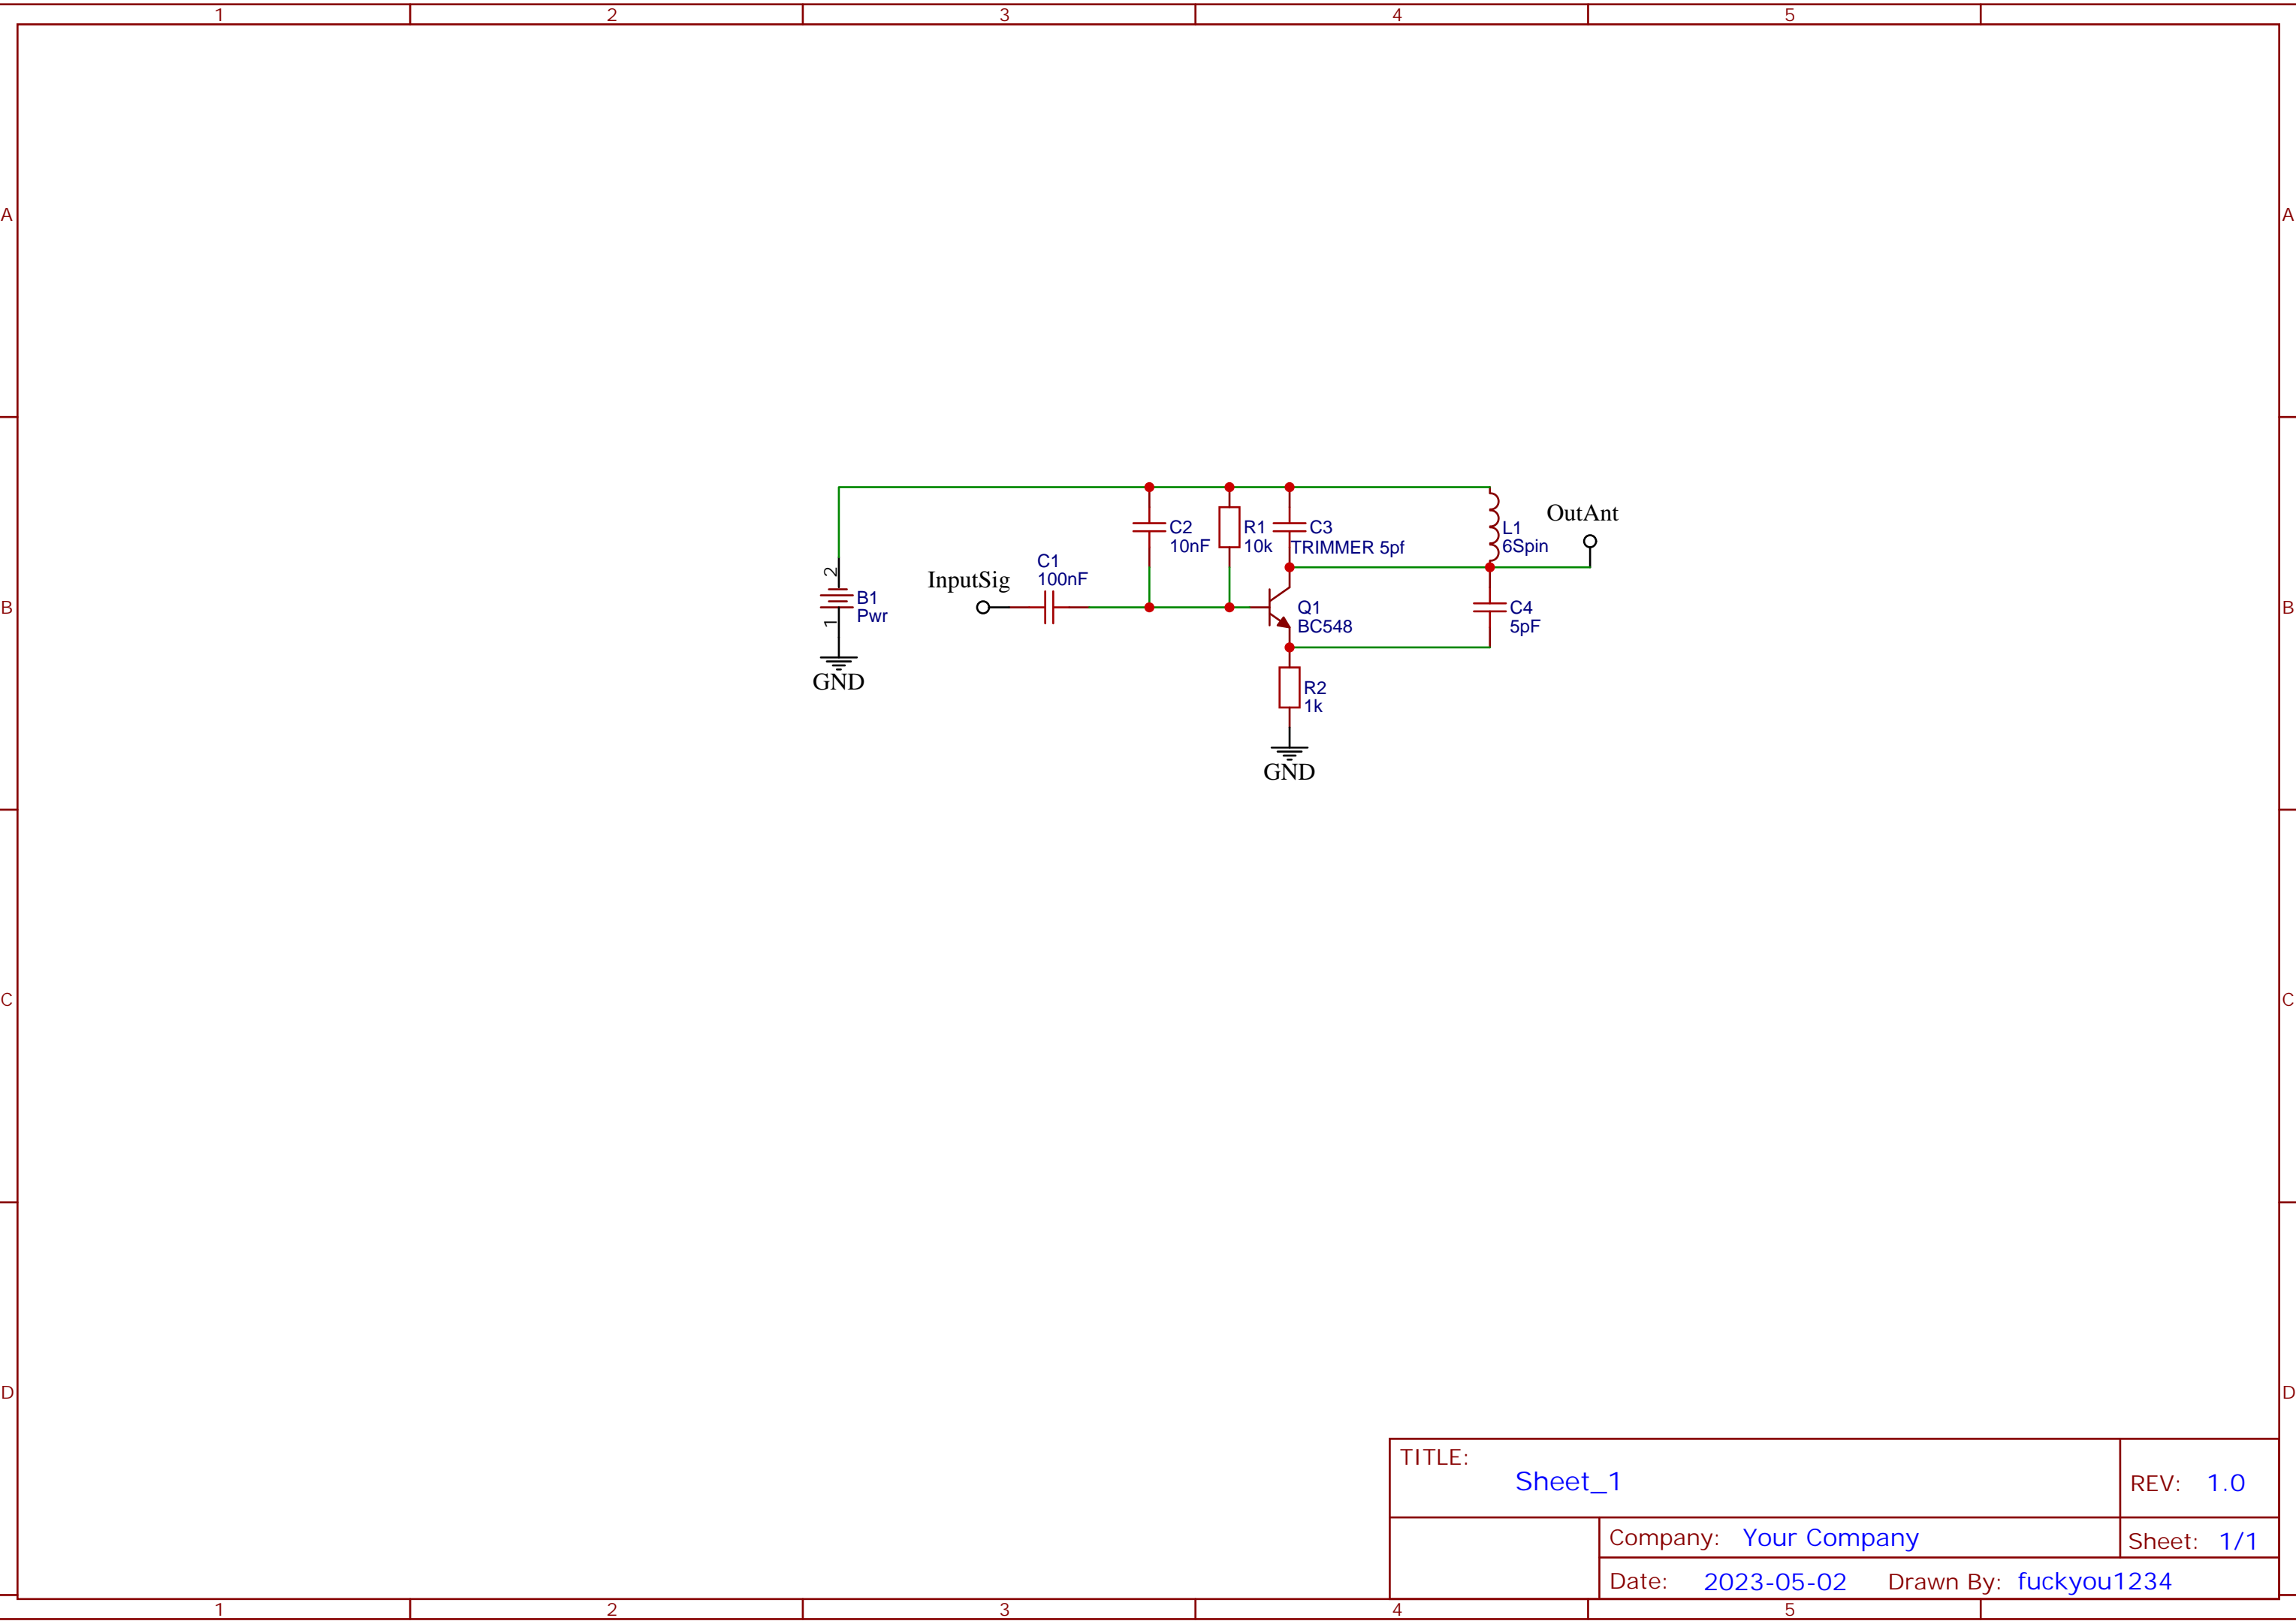 1 2 3 4 5
A A
OutAnt
C2
10nF
R1
10k
C3
TRIMMER 5pf
L1
6Spin
C1
100nF
InputSig
2
B1
Pwr
1
GND
B B
Q1
BC548
C4
5pF
R2
1k
GND
C C
D D
TITLE:
Sheet_1
REV: 1.0
Company: Your Company
Sheet: 1/1
Date: 2023-05-02 Drawn By: fuckyou1234
1 2 3 4 5